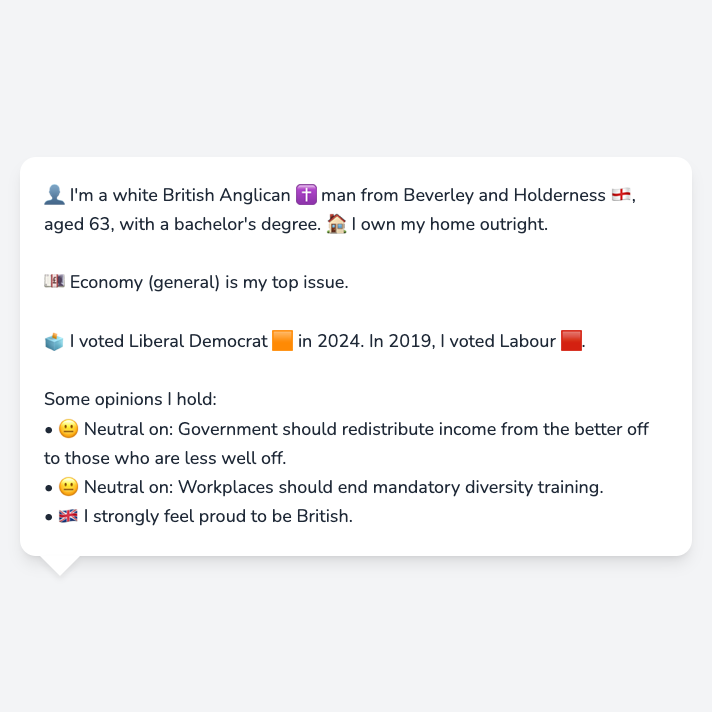 👤 I'm a white British Anglican ✝️ man from Beverley and Holderness 🏴󠁧󠁢󠁥󠁮󠁧󠁿,
aged 63, with a bachelor's degree. 🏠 I own my home outright.
💷 Economy (general) is my top issue.
🗳️ I voted Liberal Democrat 🟧 in 2024. In 2019, I voted Labour 🟥.
Some opinions I hold:
• 😐 Neutral on: Government should redistribute income from the better off
to those who are less well off.
• 😐 Neutral on: Workplaces should end mandatory diversity training.
• 🇬🇧 I strongly feel proud to be British.